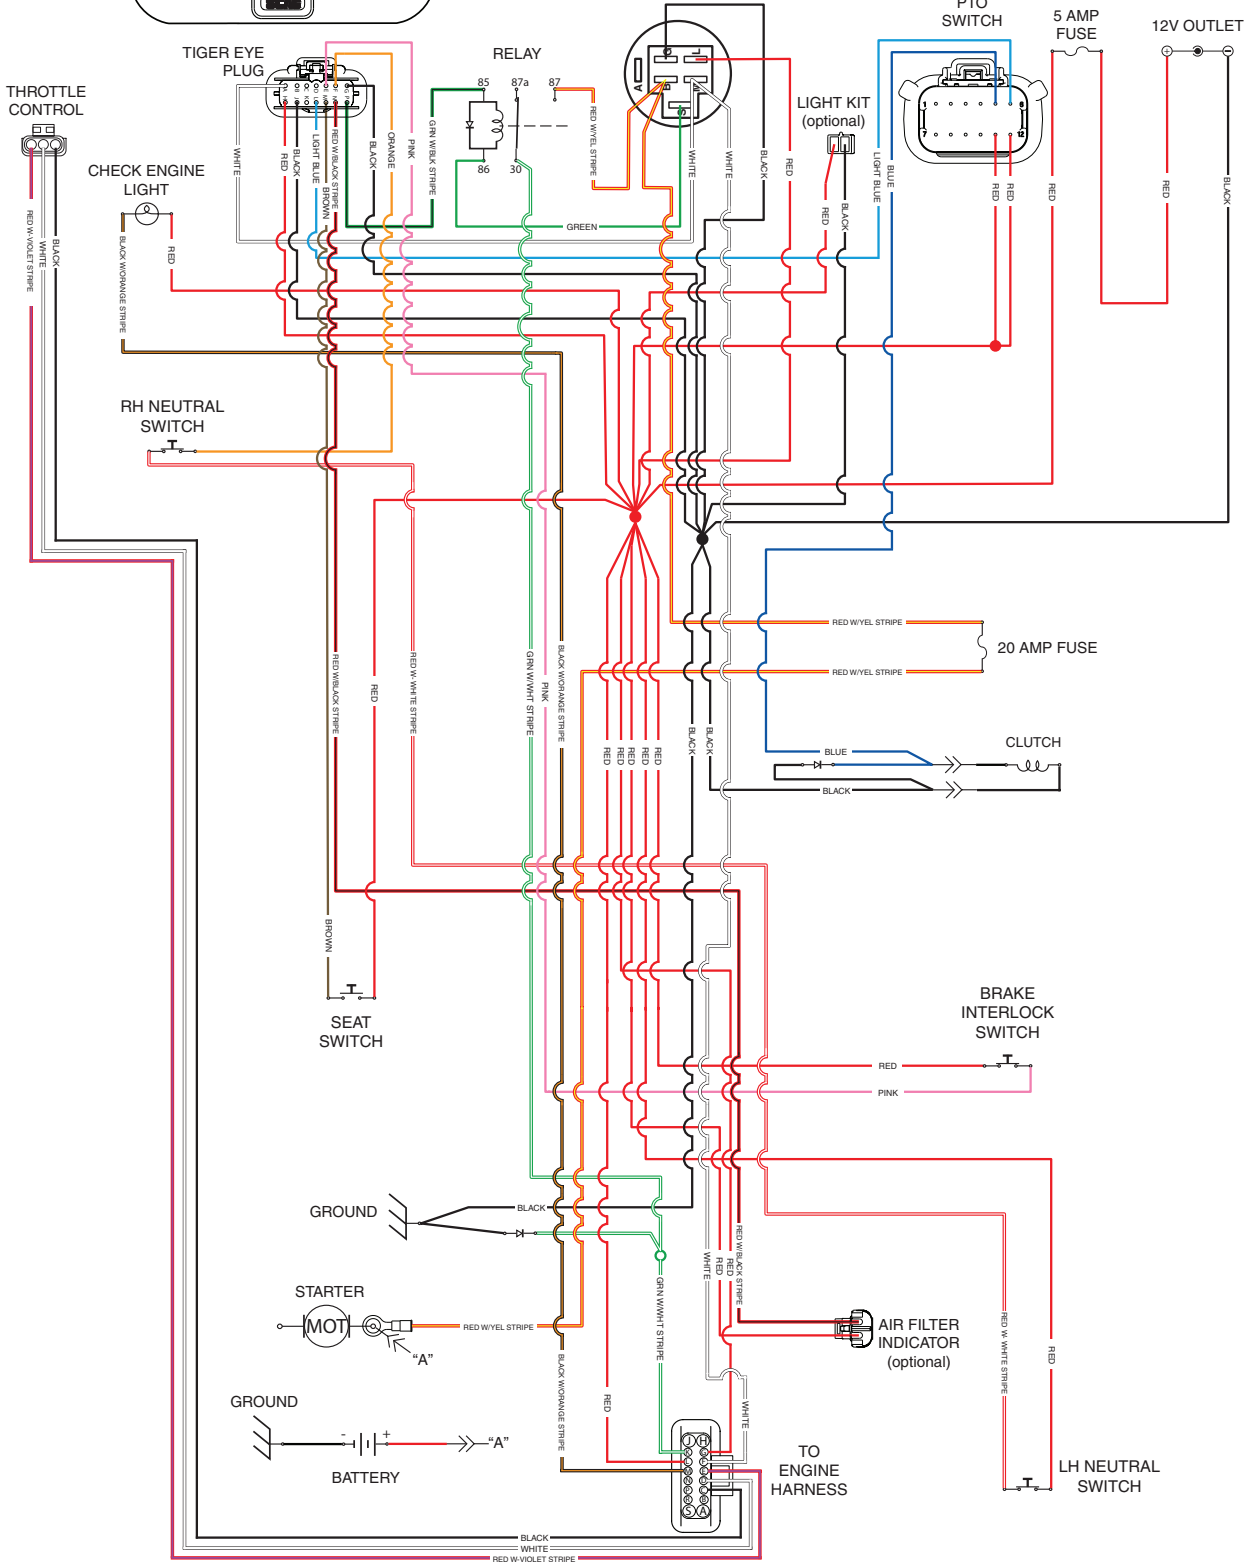 PTO
SWITCH
5 AMP
FUSE
12V OUTLET
TIGER EYE
PLUG
RELAY
85
87a
87
86
30
G
L
A
B
M
S
LIGHT KIT
(optional)
1
6
7
12
THROTTLE
CONTROL
CHECK ENGINE
LIGHT
WHITE
RED
BLACK
LIGHT BLUE
BROWN
RED W/BLACK STRIPE
BLACK
ORANGE
PINK
GRN W/BLK STRIPE
RED W/YEL STRIPE
WHITE
WHITE
BLACK
RED
RED
BLACK
LIGHT BLUE
BLUE
RED
RED
RED
RED
BLACK
GREEN
RED W-VIOLET STRIPE
WHITE
BLACK
BLACK W/ORANGE STRIPE
RED
RH NEUTRAL
SWITCH
RED W/YEL STRIPE
20 AMP FUSE
RED W/YEL STRIPE
RED W/BLACK STRIPE
RED
RED W- WHITE STRIPE
GRN W/WHT STRIPE
PINK
BLACK W/ORANGE STRIPE
RED
RED
RED
RED
RED
BLACK
BLACK
BLUE
CLUTCH
BLACK
BROWN
SEAT
SWITCH
BRAKE
INTERLOCK
SWITCH
RED
PINK
GROUND
BLACK
WHITE
RED
RED
RED W/BLACK STRIPE
GRN W/WHT STRIPE
STARTER
MOT
RED W/YEL STRIPE
"A"
AIR FILTER
INDICATOR
(optional)
RED W- WHITE STRIPE
RED
BLACK W/ORANGE STRIPE
RED
WHITE
GROUND
- +
"A"
BATTERY
J H
K G
L F
M E
N D
P C
R B
S A
TO
ENGINE
HARNESS
LH NEUTRAL
SWITCH
BLACK
WHITE
RED W-VIOLET STRIPE